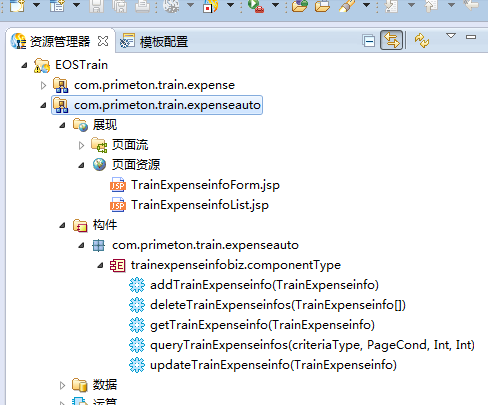 资源管理器 模板配置
EOSTrain
com.primeton.train.expense
com.primeton.train.expenseauto
展现
页面流
页面资源
TrainExpenseinfoForm.jsp
TrainExpenseinfoList.jsp
构件
com.primeton.train.expenseauto
trainexpenseinfobiz.componentType
addTrainExpenseinfo(TrainExpenseinfo)
deleteTrainExpenseinfos(TrainExpenseinfo[])
getTrainExpenseinfo(TrainExpenseinfo)
queryTrainExpenseinfos(criteriaType, PageCond, Int, Int)
updateTrainExpenseinfo(TrainExpenseinfo)
数据
运算